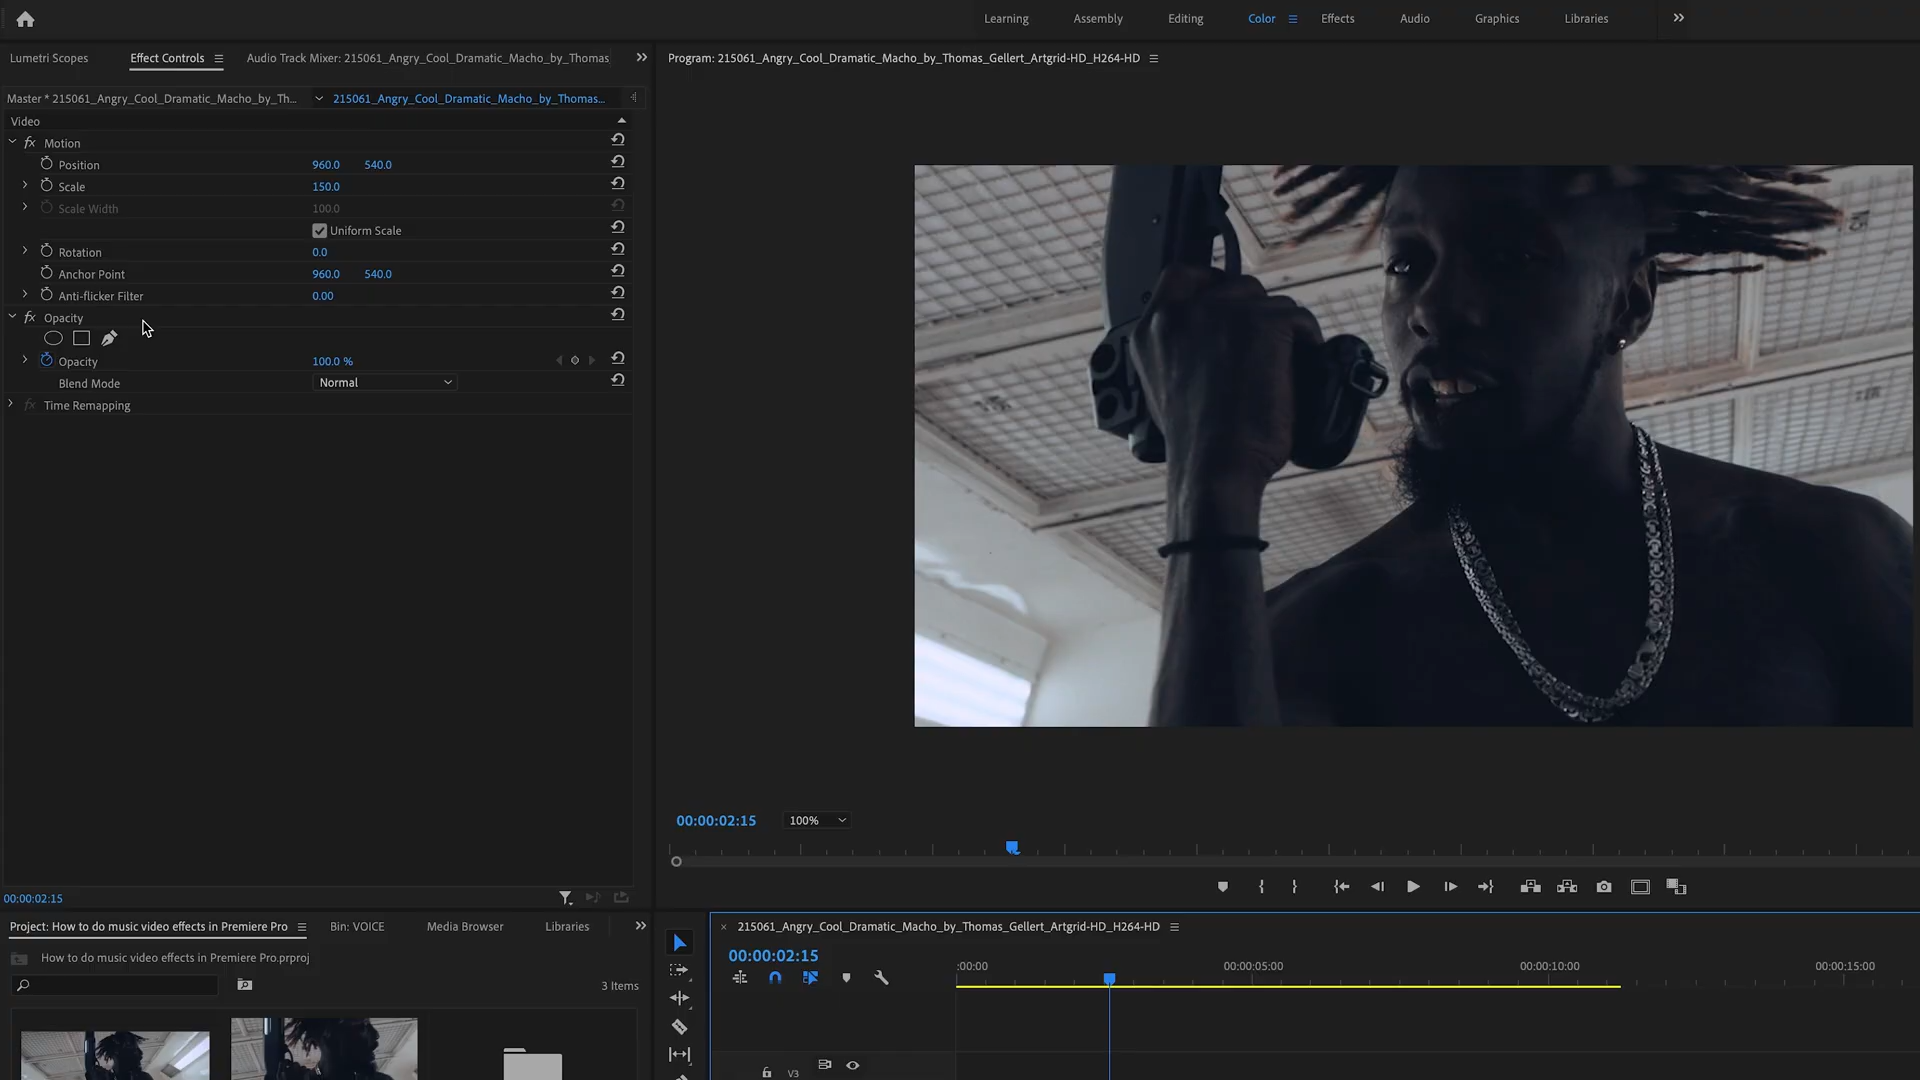 Learning Assembly Editing Color Effects Audio Graphics Libraries
Lumetri Scopes Effect Controls Audio Track Mixer: 215061_Angry_Cool_Dramatic_Macho_by_Thomas
Program: 215061_Angry_Cool_Dramatic_Macho_by_Thomas_Gellert_Artgrid-HD_H264-HD
Master * 215061_Angry_Cool_Dramatic_Macho_by_Th... 215061_Angry_Cool_Dramatic_Macho_by_Thomas...
Video
fx Motion
Position 960.0 540.0
Scale 150.0
Scale Width 100.0
Uniform Scale
Rotation 0.0
Anchor Point 960.0 540.0
Anti-flicker Filter 0.00
fx Opacity
Opacity 100.0 %
Blend Mode Normal
fx Time Remapping
00:00:02:15 100%
00:00:02:15
Project: How to do music video effects in Premiere Pro Bin: VOICE Media Browser Libraries
How to do music video effects in Premiere Pro.prproj
3 Items
215061_Angry_Cool_Dramatic_Macho_by_Thomas_Gellert_Artgrid-HD_H264-HD
00:00:02:15
:00:00 00:00:05:00 00:00:10:00 00:00:15:00
V3